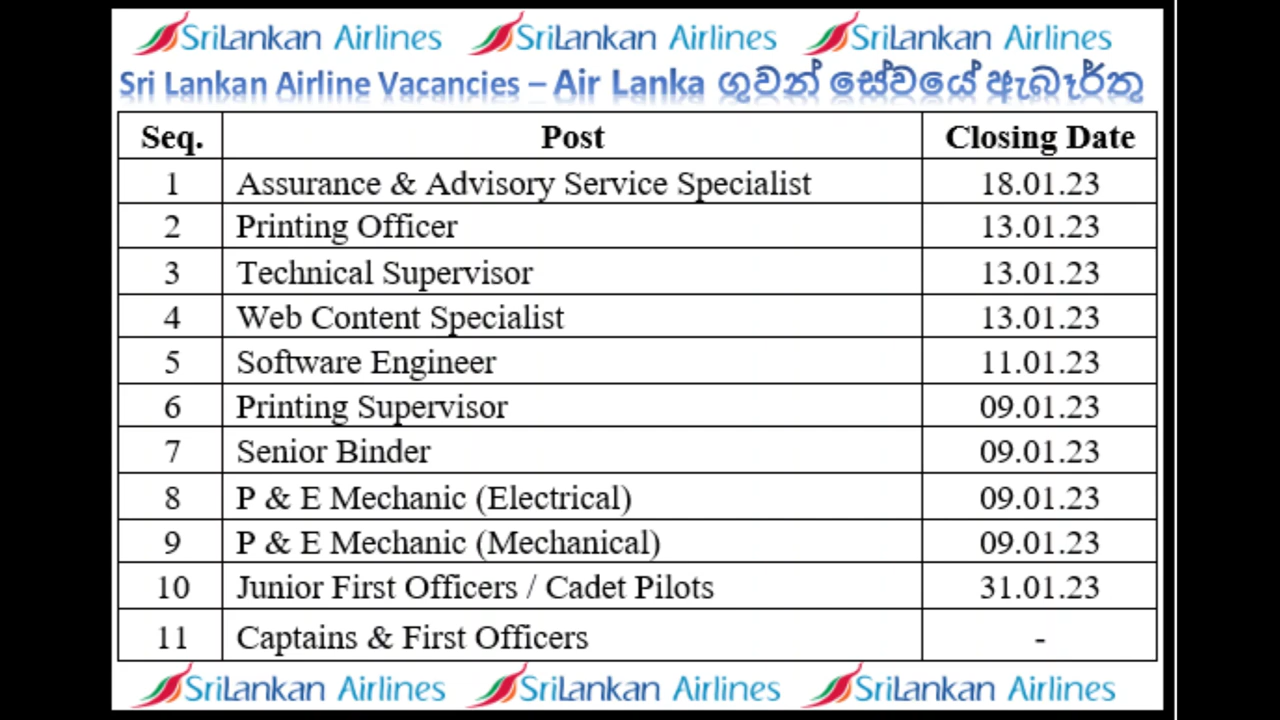 SriLankan Airlines SriLankan Airlines SriLankan Airlines
Sri Lankan Airline Vacancies – Air Lanka ගුවන් සේවයේ ඇබෑර්තු
Seq. Post Closing Date
1 Assurance & Advisory Service Specialist 18.01.23
2 Printing Officer 13.01.23
3 Technical Supervisor 13.01.23
4 Web Content Specialist 13.01.23
5 Software Engineer 11.01.23
6 Printing Supervisor 09.01.23
7 Senior Binder 09.01.23
8 P & E Mechanic (Electrical) 09.01.23
9 P & E Mechanic (Mechanical) 09.01.23
10 Junior First Officers / Cadet Pilots 31.01.23
11 Captains & First Officers -
SriLankan Airlines SriLankan Airlines SriLankan Airlines